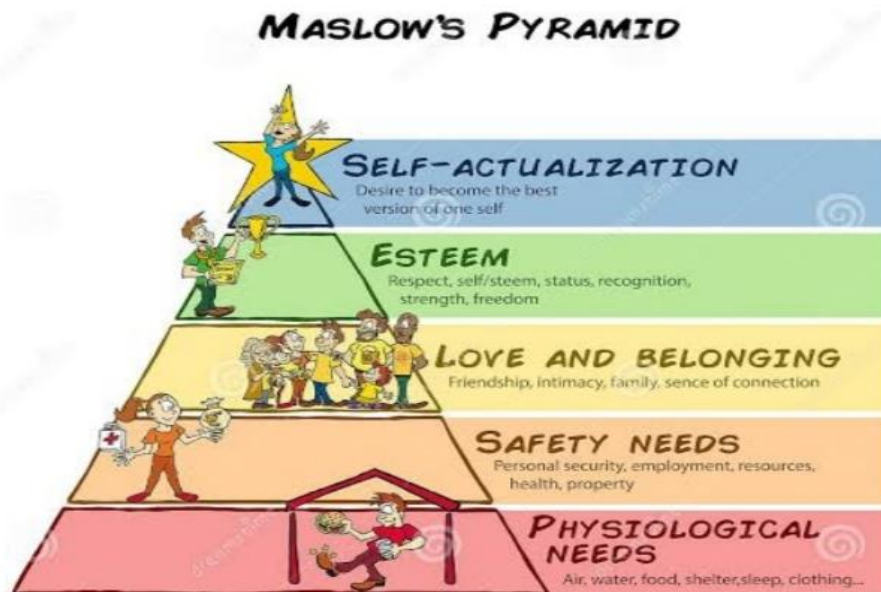 MASLOW'S PYRAMID
SELF-ACTUALIZATION
Desire to become the best
version of one self
ESTEEM
Respect, self/steem, status, recognition,
strength, freedom
LOVE AND BELONGING
Friendship, intimacy, family, sence of connection
SAFETY NEEDS
Personal security, employment, resources,
health, property
PHYSIOLOGICAL
NEEDS
Air, water, food, shelter,sleep, clothing...